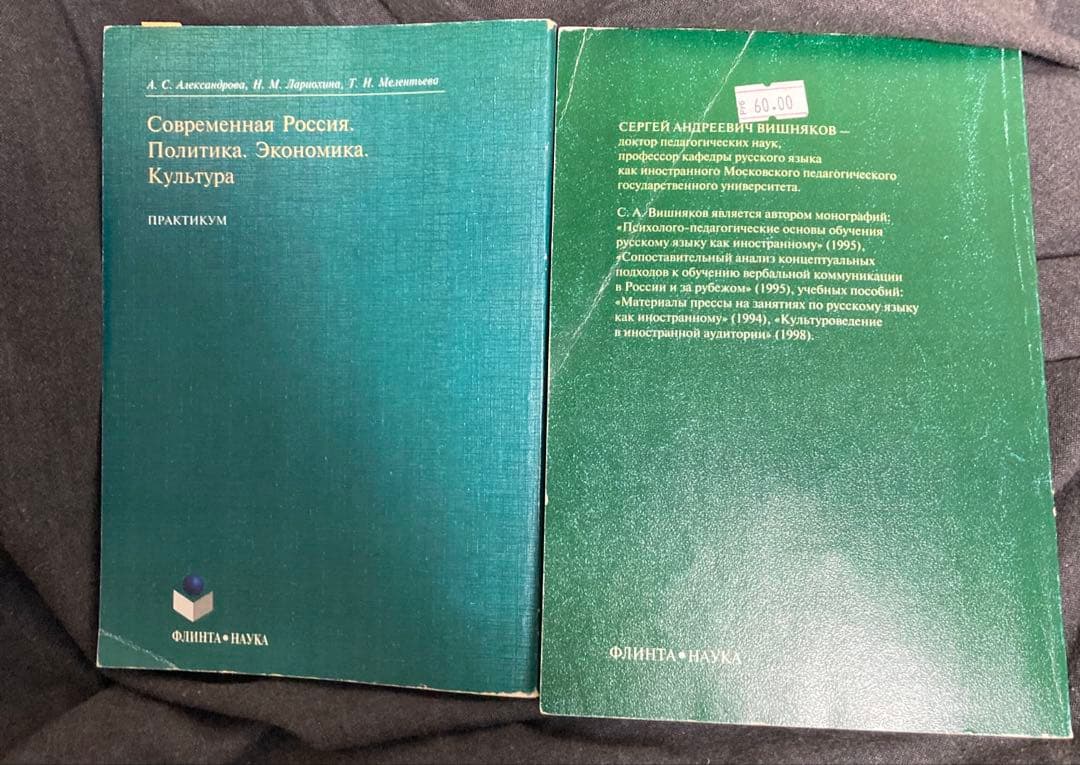 А. С. Александрова, Н. М. Лариохина, Т. Н. Мелентьева
Современная Россия.
Политика. Экономика.
Культура
ПРАКТИКУМ
ФЛИНТА • НАУКА
РУБ 60.00
СЕРГЕЙ АНДРЕЕВИЧ ВИШНЯКОВ —
доктор педагогических наук,
профессор кафедры русского языка
как иностранного Московского педагогического
государственного университета.
С. А. Вишняков является автором монографий:
«Психолого-педагогические основы обучения
русскому языку как иностранному» (1995),
«Сопоставительный анализ концептуальных
подходов к обучению вербальной коммуникации
в России и за рубежом» (1995), учебных пособий:
«Материалы прессы на занятиях по русскому языку
как иностранному» (1994), «Культуроведение
в иностранной аудитории» (1998).
ФЛИНТА • НАУКА